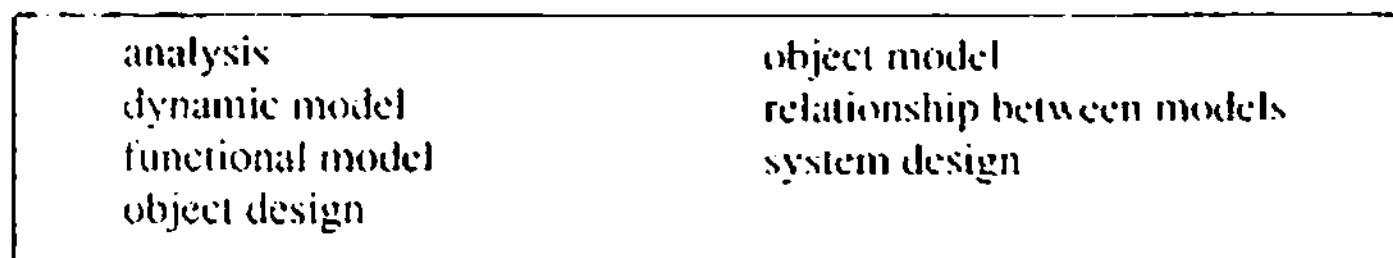 analysis
dynamic model
functional model
object design
object model
relationship between models
system design